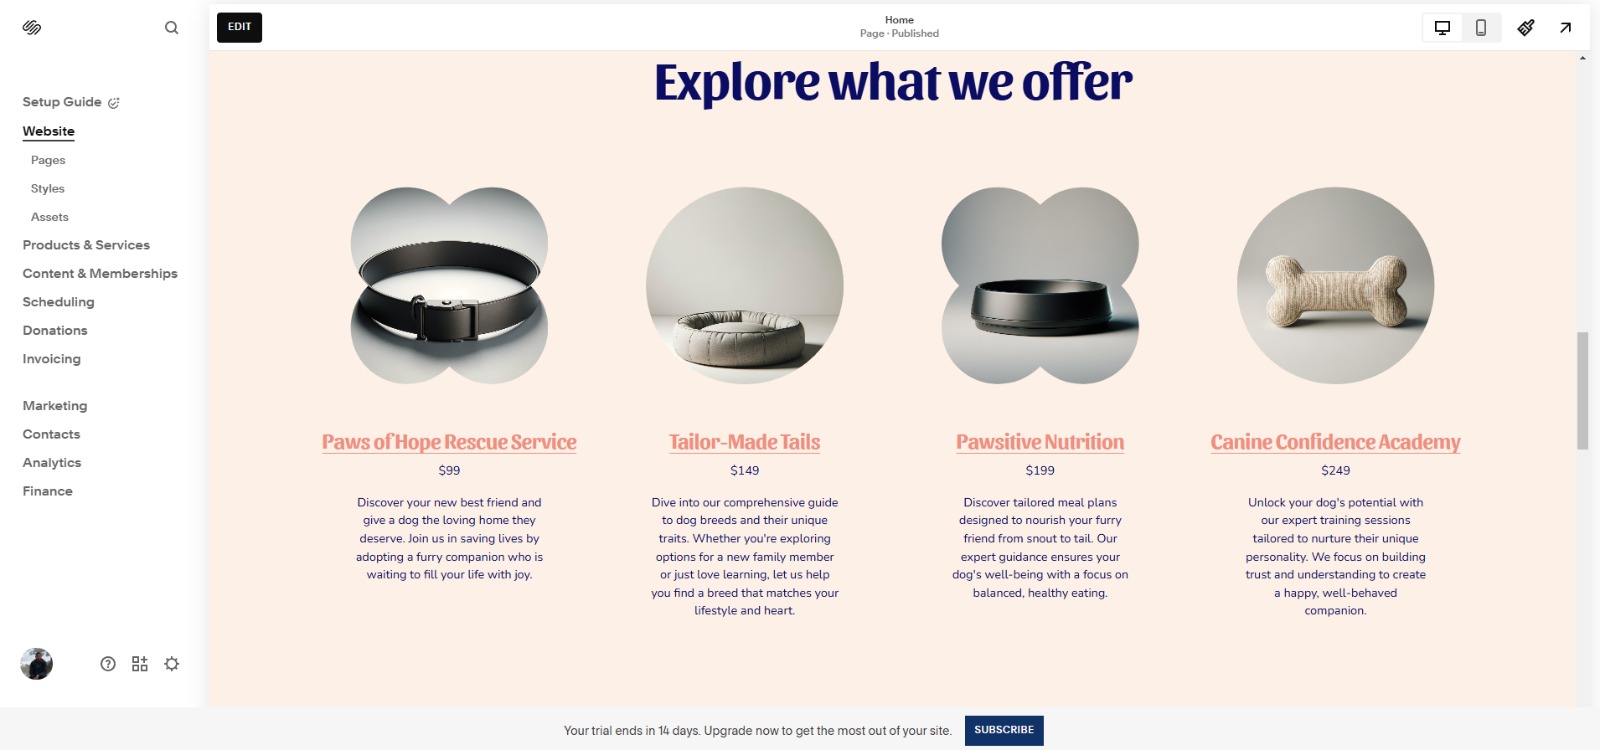 EDIT
Home
Page · Published
Setup Guide
Website
Pages
Styles
Assets
Products & Services
Content & Memberships
Scheduling
Donations
Invoicing
Marketing
Contacts
Analytics
Finance
Explore what we offer
Paws of Hope Rescue Service
$99
Discover your new best friend and
give a dog the loving home they
deserve. Join us in saving lives by
adopting a furry companion who is
waiting to fill your life with joy.
Tailor-Made Tails
$149
Dive into our comprehensive guide
to dog breeds and their unique
traits. Whether you're exploring
options for a new family member
or just love learning, let us help
you find a breed that matches your
lifestyle and heart.
Pawsitive Nutrition
$199
Discover tailored meal plans
designed to nourish your furry
friend from snout to tail. Our
expert guidance ensures your
dog's well-being with a focus on
balanced, healthy eating.
Canine Confidence Academy
$249
Unlock your dog's potential with
our expert training sessions
tailored to nurture their unique
personality. We focus on building
trust and understanding to create
a happy, well-behaved
companion.
Your trial ends in 14 days. Upgrade now to get the most out of your site.
SUBSCRIBE